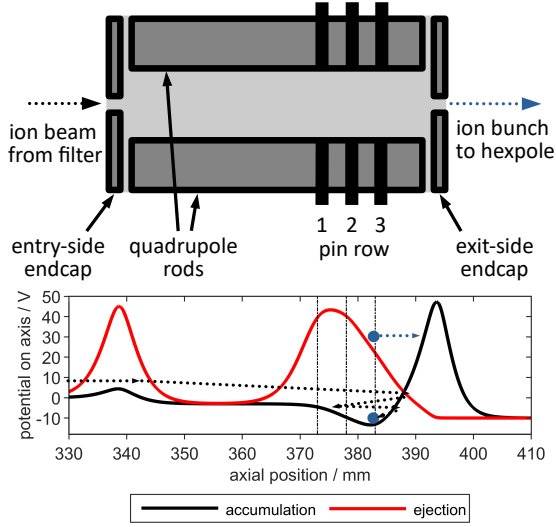 ion beam
from filter
ion bunch
to hexpole
1 2 3
pin row
entry-side
endcap
quadrupole
rods
exit-side
endcap
potential on axis / V
50
40
30
20
10
0
-10
330 340 350 360 370 380 390 400 410
axial position / mm
accumulation ejection